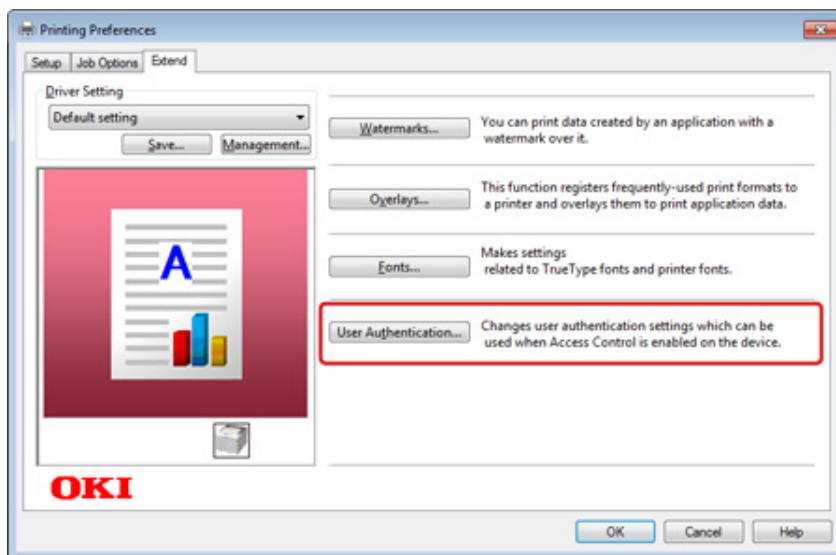 Printing Preferences
Setup
Job Options
Extend
Driver Setting
Default setting
Save...
Management...
A
OKI
Watermarks...
You can print data created by an application with a
watermark over it.
Overlays...
This function registers frequently-used print formats to
a printer and overlays them to print application data.
Fonts...
Makes settings
related to TrueType fonts and printer fonts.
User Authentication...
Changes user authentication settings which can be
used when Access Control is enabled on the device.
OK
Cancel
Help